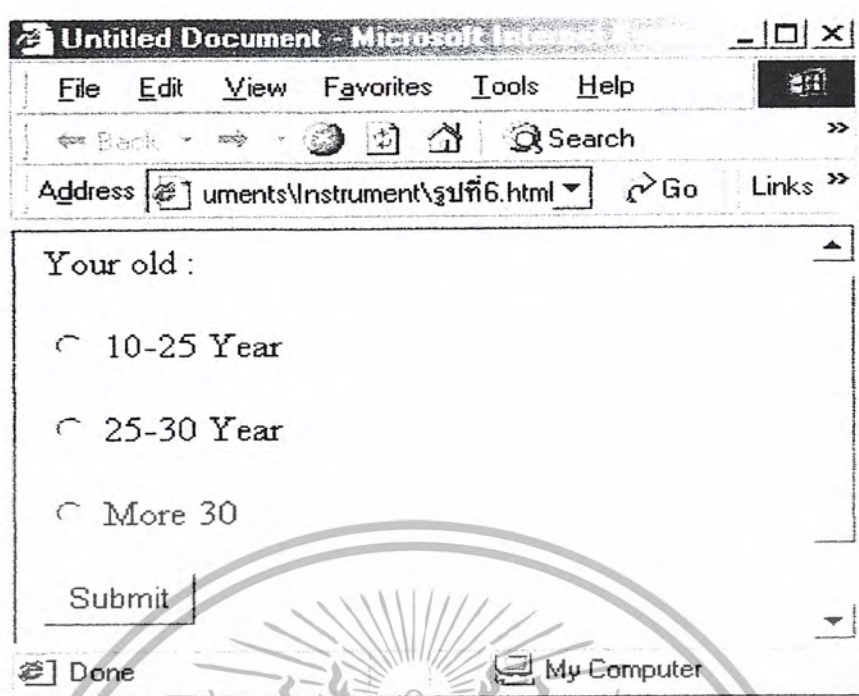 Untitled Document - Microsoft Internet
File Edit View Favorites Tools Help
Back Search »
Address uments\Instrument\รูปที่6.html Go Links »
Your old :
10-25 Year
25-30 Year
More 30
Submit
Done My Computer